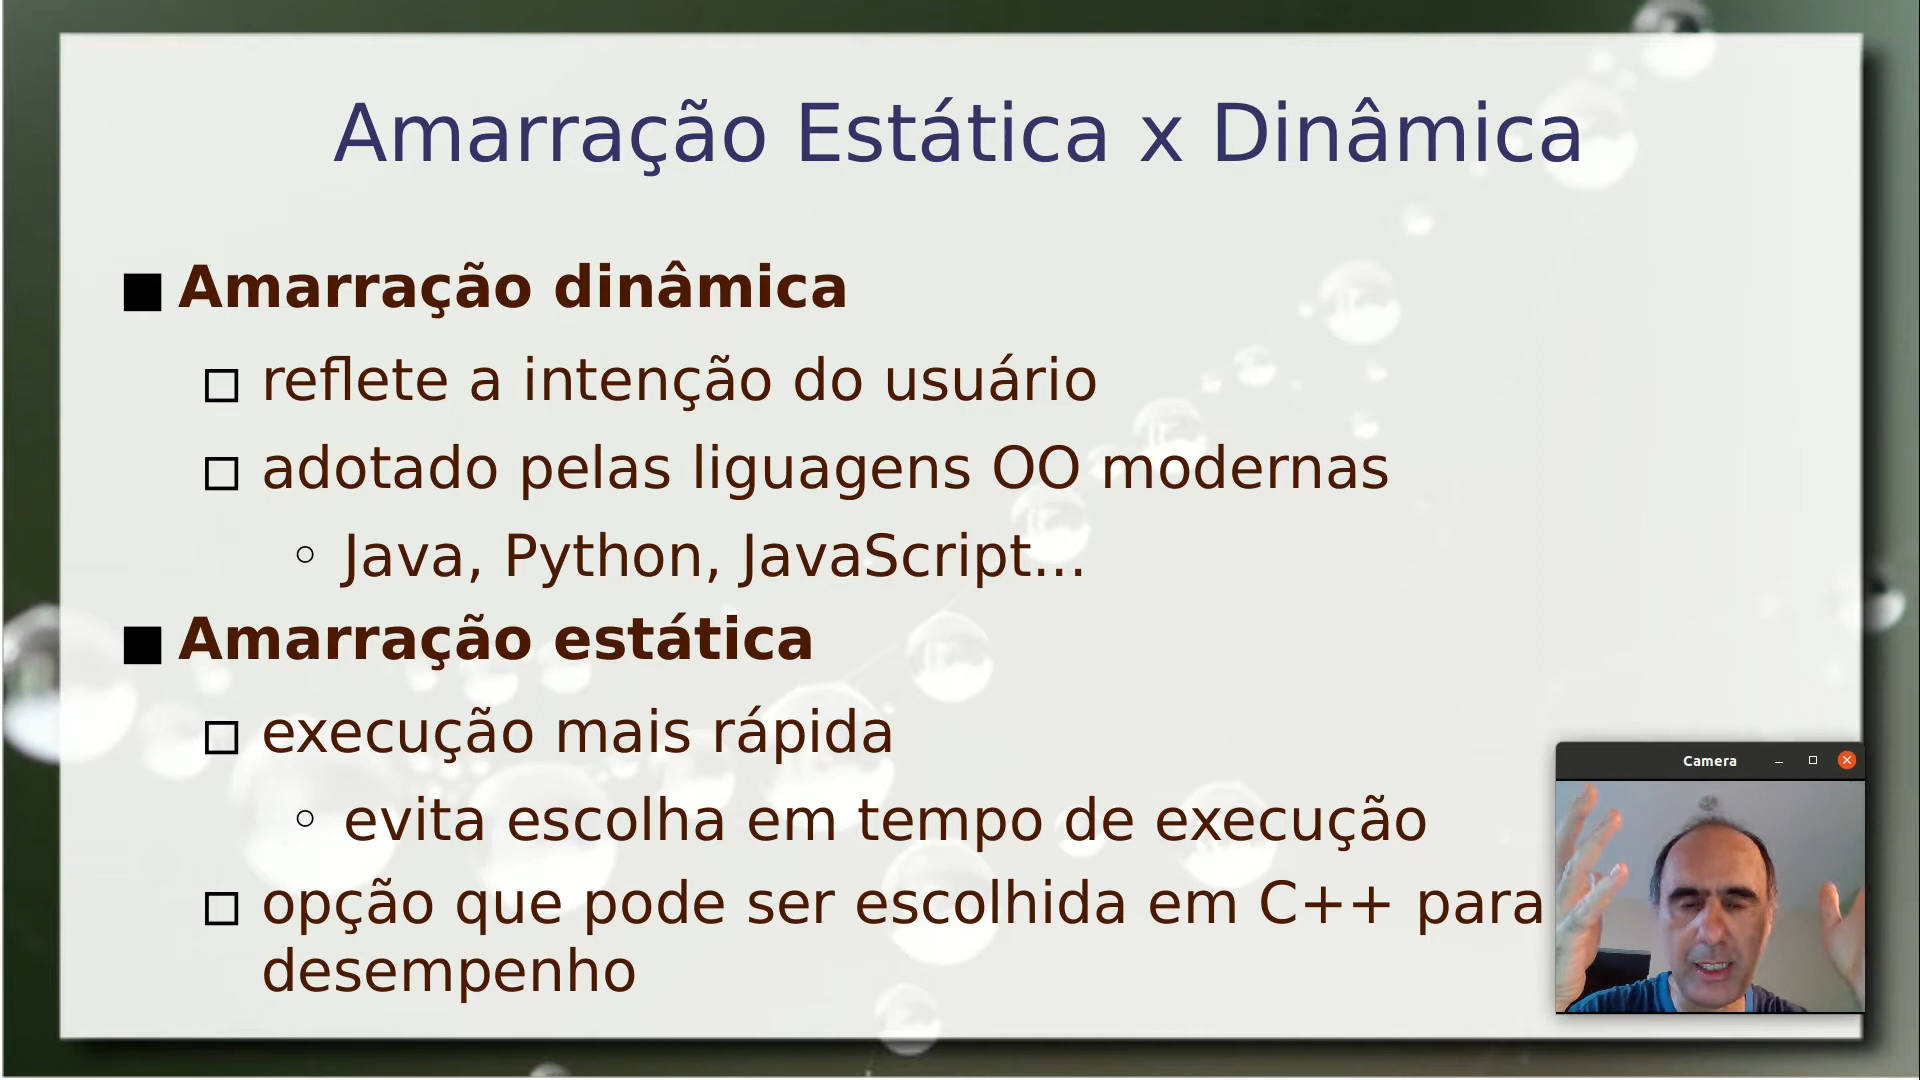 Amarração Estática x Dinâmica
Amarração dinâmica
reflete a intenção do usuário
adotado pelas liguagens OO modernas
Java, Python, JavaScript...
Amarração estática
execução mais rápida
evita escolha em tempo de execução
opção que pode ser escolhida em C++ para
desempenho
Camera